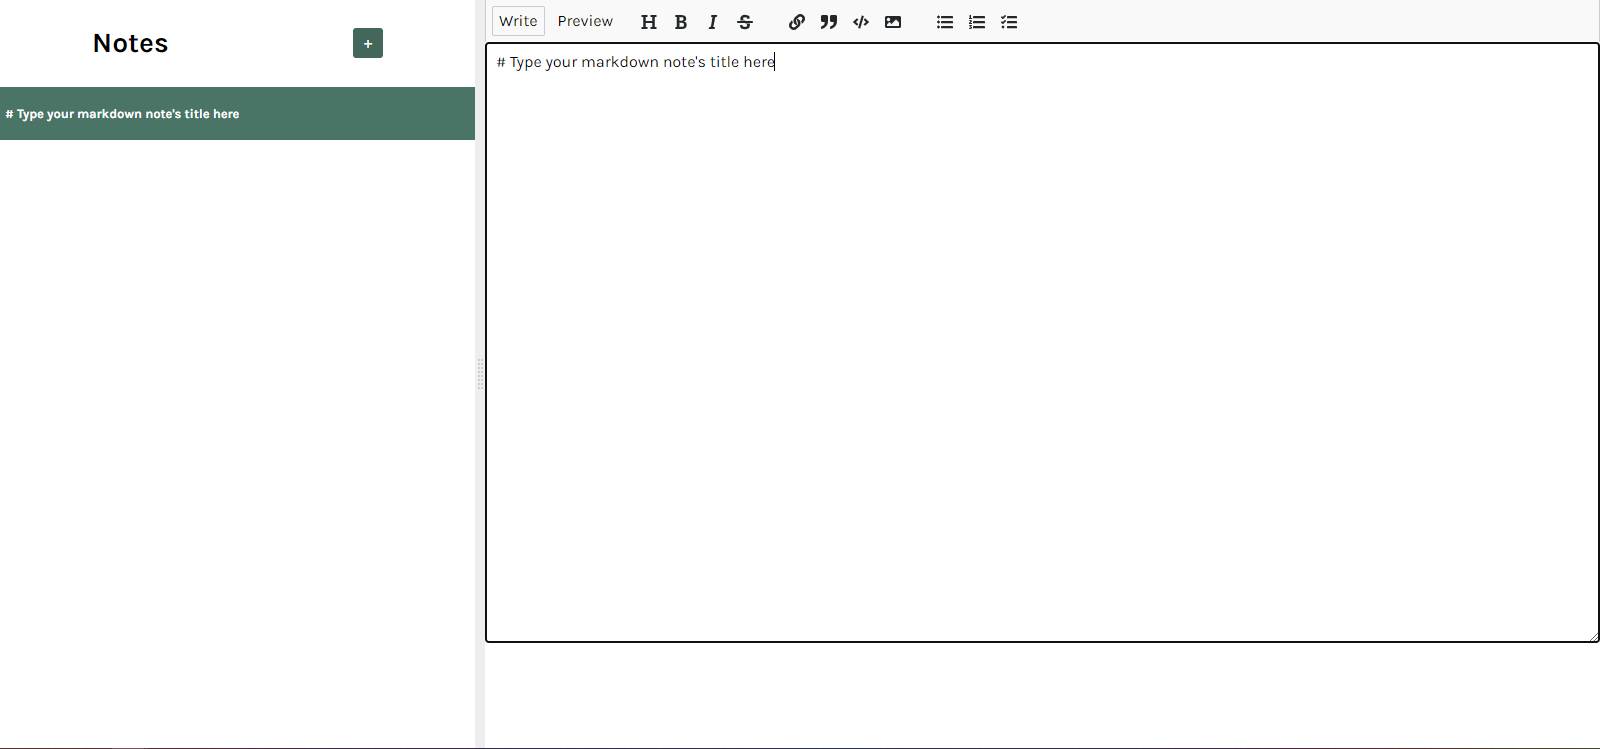 Notes
+
# Type your markdown note's title here
Write Preview H B I S
# Type your markdown note's title here